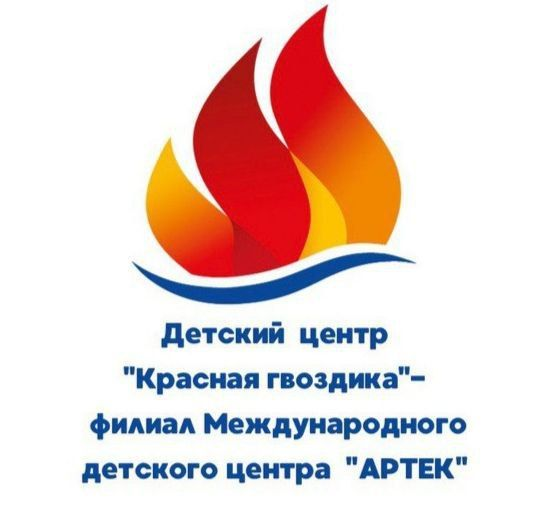 Детский центр
"Красная гвоздика"–
филиал Международного
детского центра "АРТЕК"